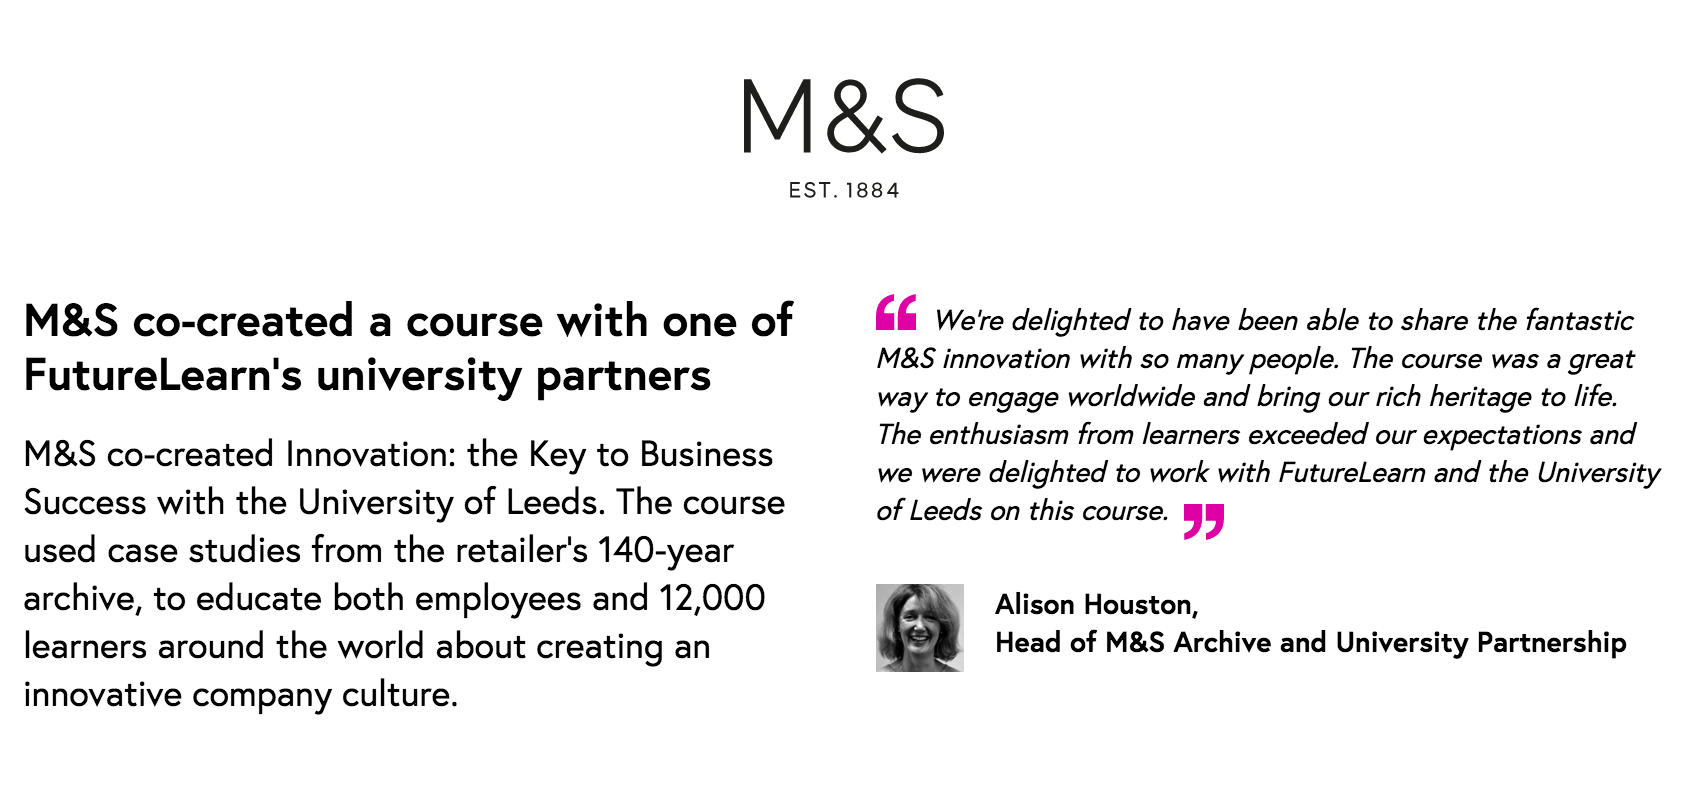 M&S
EST. 1884
M&S co-created a course with one of
FutureLearn's university partners
M&S co-created Innovation: the Key to Business
Success with the University of Leeds. The course
used case studies from the retailer's 140-year
archive, to educate both employees and 12,000
learners around the world about creating an
innovative company culture.
“ We're delighted to have been able to share the fantastic
M&S innovation with so many people. The course was a great
way to engage worldwide and bring our rich heritage to life.
The enthusiasm from learners exceeded our expectations and
we were delighted to work with FutureLearn and the University
of Leeds on this course. ”
Alison Houston,
Head of M&S Archive and University Partnership